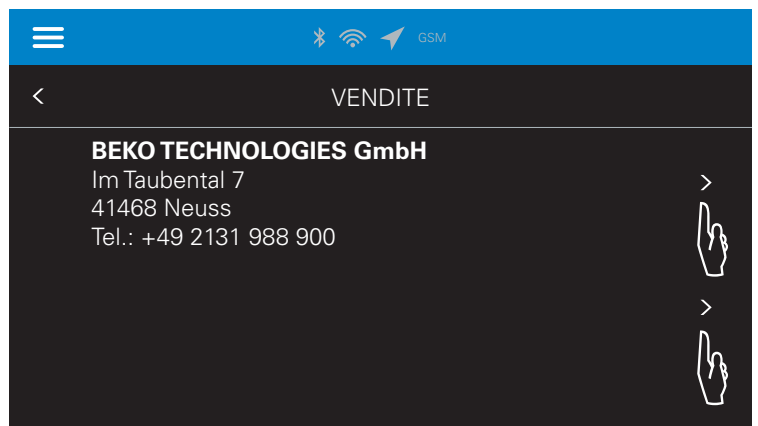 GSM
VENDITE
BEKO TECHNOLOGIES GmbH
Im Taubental 7
41468 Neuss
Tel.: +49 2131 988 900